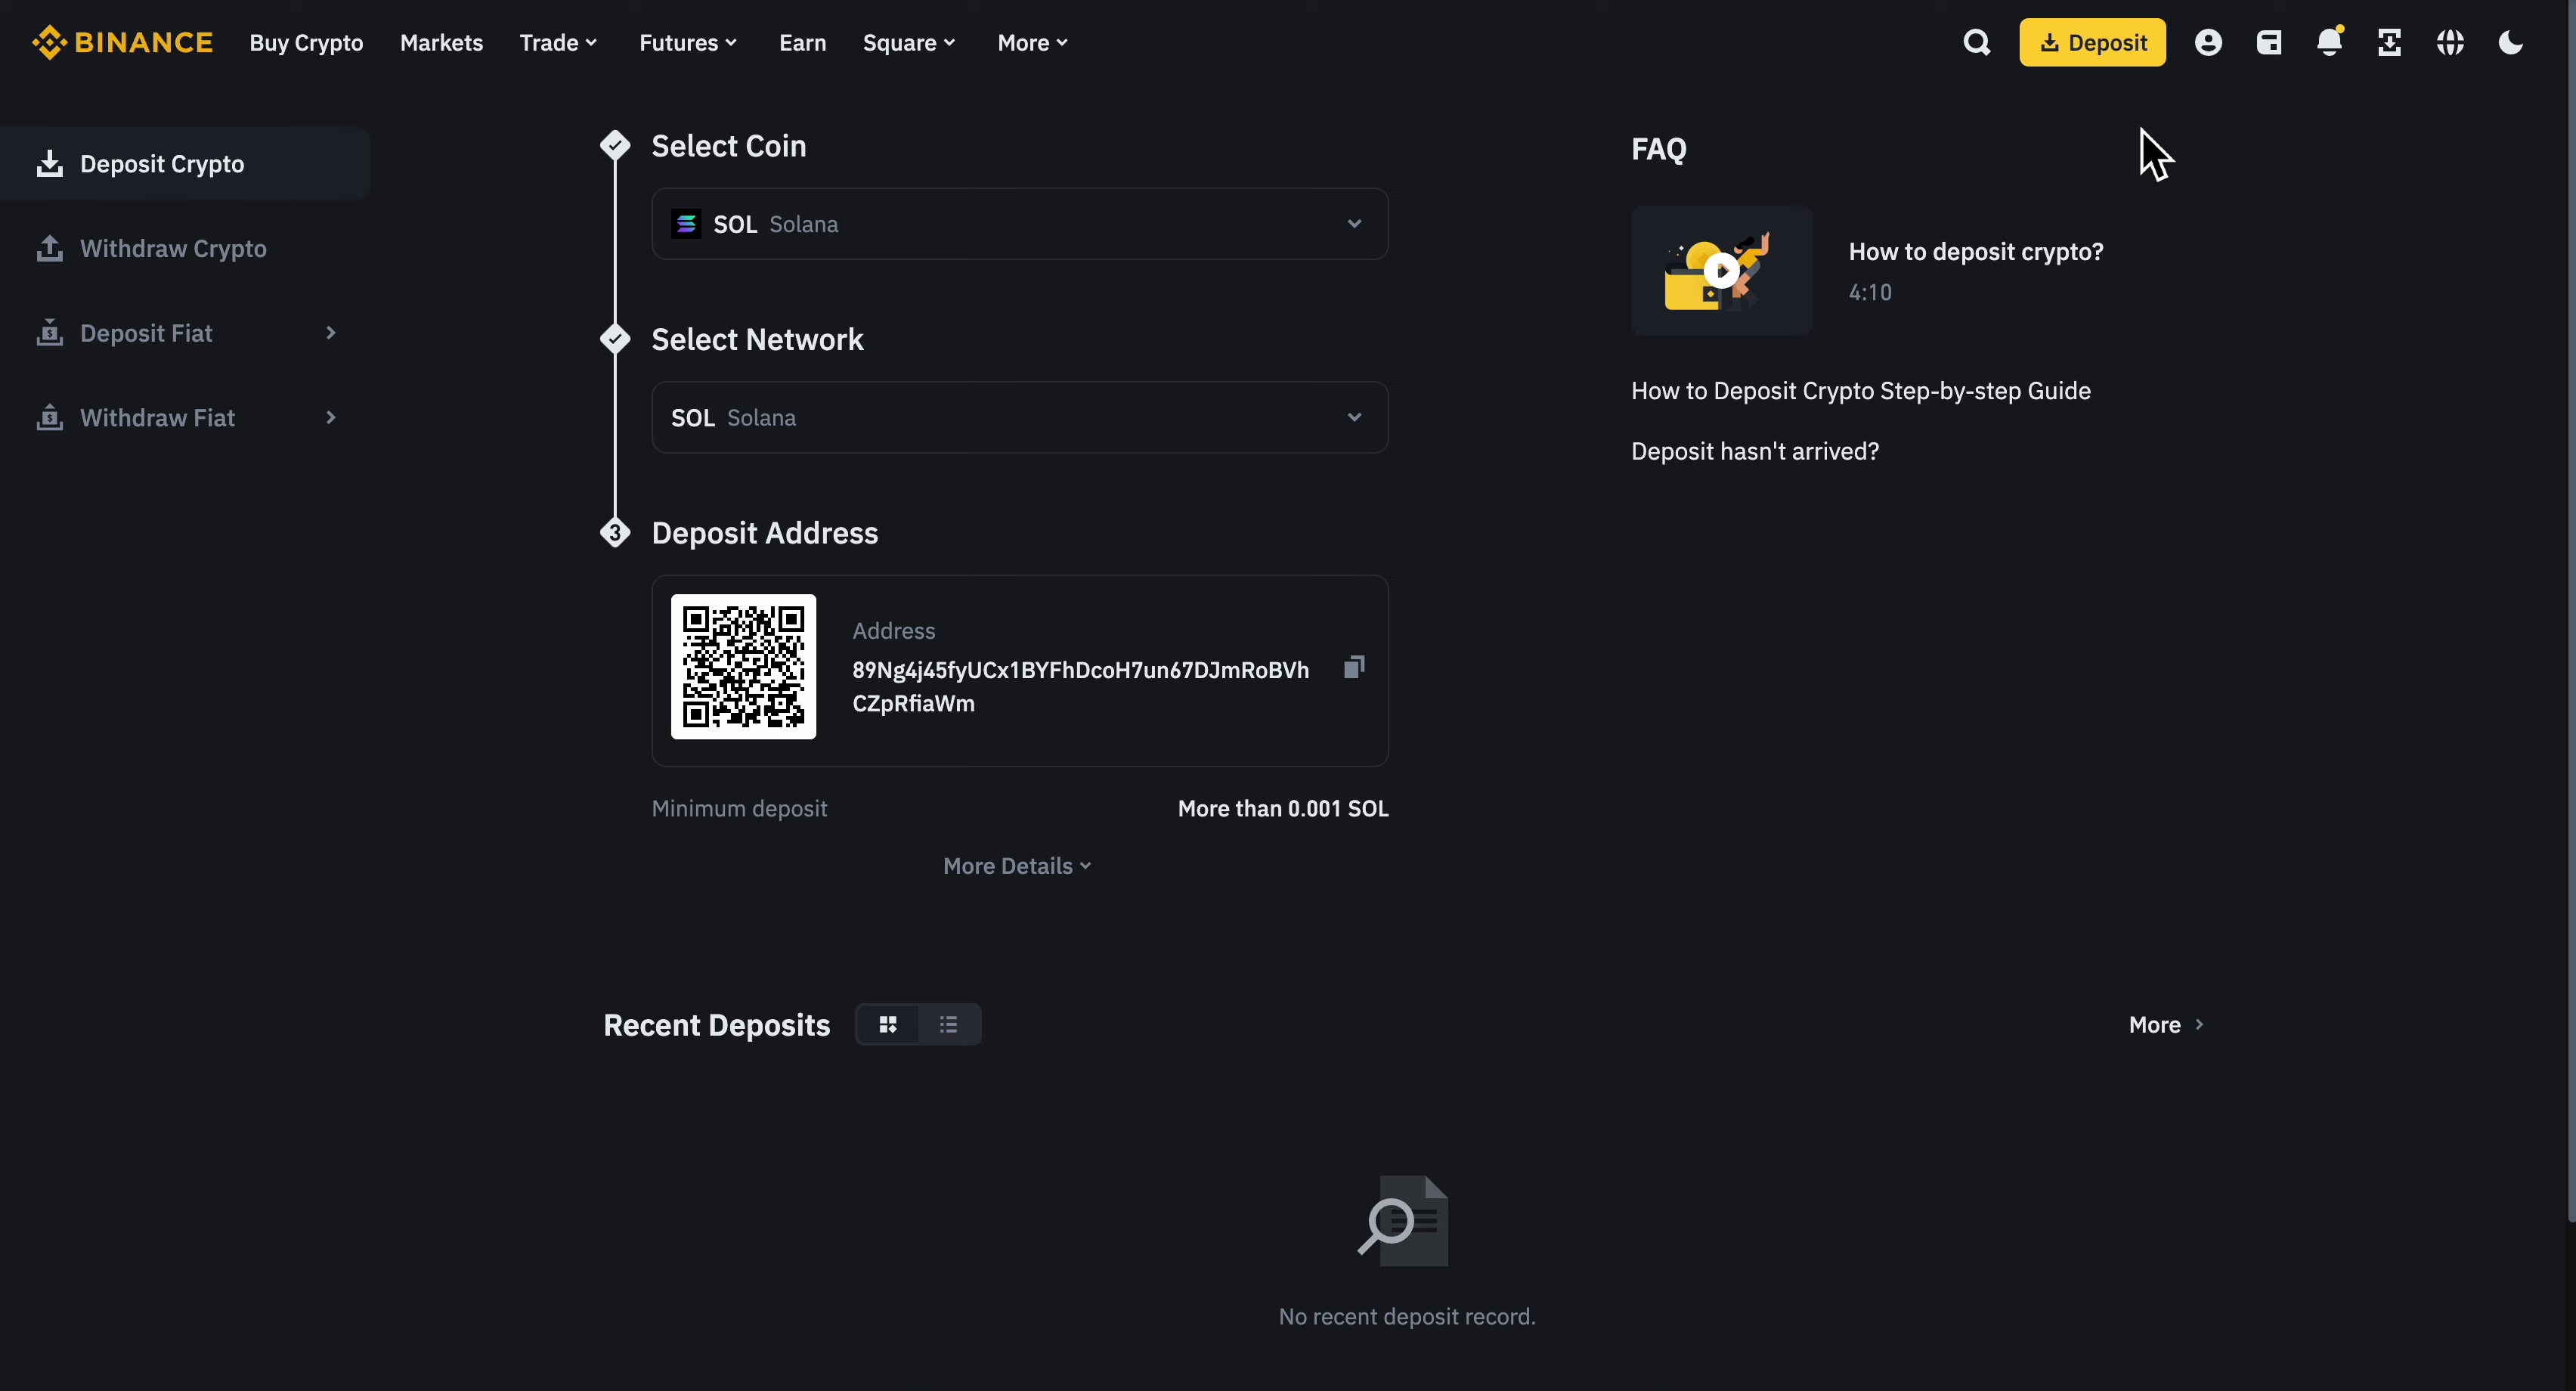 BINANCE Buy Crypto Markets Trade Futures Earn Square More Deposit
Deposit Crypto
Withdraw Crypto
Deposit Fiat
Withdraw Fiat
Select Coin
SOL Solana
Select Network
SOL Solana
3 Deposit Address
Address
89Ng4j45fyUCx1BYFhDcoH7un67DJmRoBVh
CZpRfiaWm
Minimum deposit More than 0.001 SOL
More Details
FAQ
How to deposit crypto?
4:10
How to Deposit Crypto Step-by-step Guide
Deposit hasn't arrived?
Recent Deposits More
No recent deposit record.